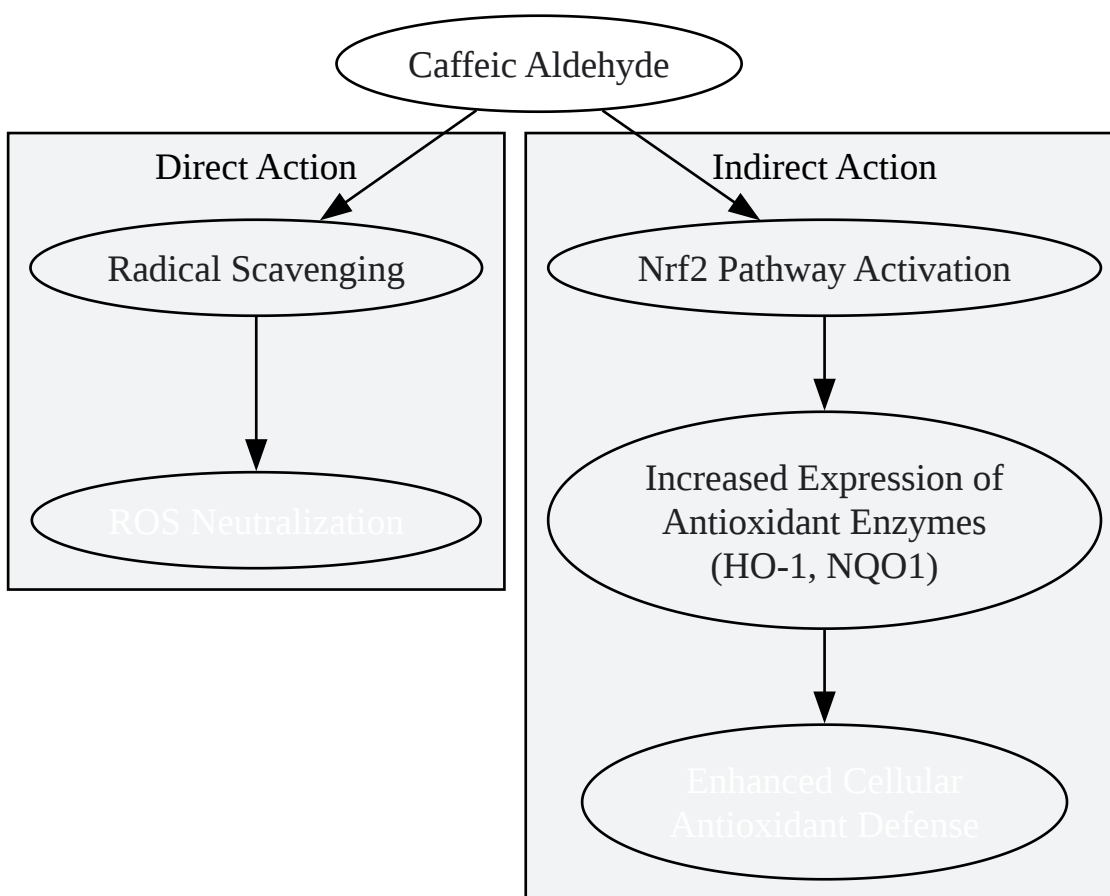 Caffeic Aldehyde
Direct Action
Radical Scavenging
ROS Neutralization
Indirect Action
Nrf2 Pathway Activation
Increased Expression of
Antioxidant Enzymes
(HO-1, NQO1)
Enhanced Cellular
Antioxidant Defense